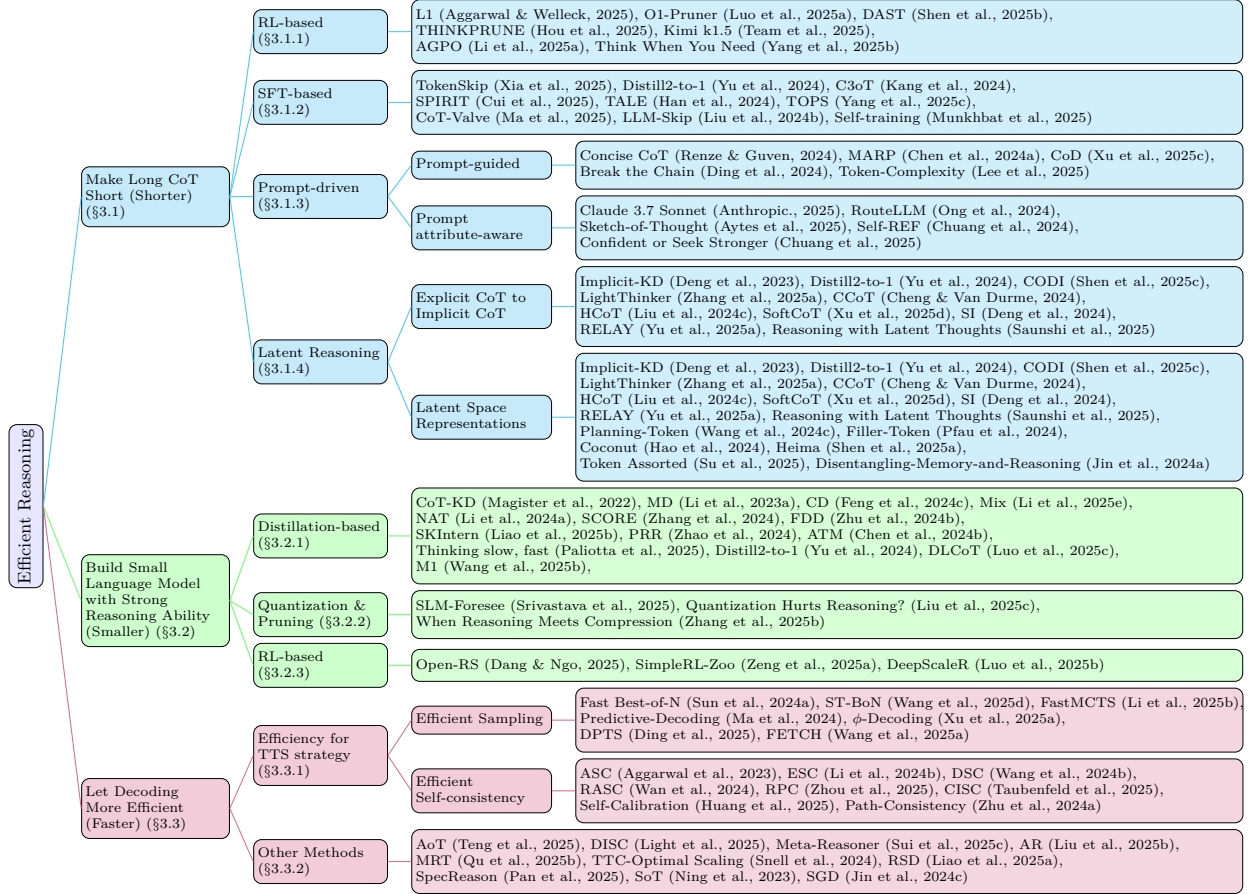 Efficient Reasoning
Make Long CoT
Short (Shorter)
(§3.1)
RL-based
(§3.1.1)
L1 (Aggarwal & Welleck, 2025), O1-Pruner (Luo et al., 2025a), DAST (Shen et al., 2025b),
THINKPRUNE (Hou et al., 2025), Kimi k1.5 (Team et al., 2025),
AGPO (Li et al., 2025a), Think When You Need (Yang et al., 2025b)
SFT-based
(§3.1.2)
TokenSkip (Xia et al., 2025), Distill2-to-1 (Yu et al., 2024), C3oT (Kang et al., 2024),
SPIRIT (Cui et al., 2025), TALE (Han et al., 2024), TOPS (Yang et al., 2025c),
CoT-Valve (Ma et al., 2025), LLM-Skip (Liu et al., 2024b), Self-training (Munkhbat et al., 2025)
Prompt-driven
(§3.1.3)
Prompt-guided
Concise CoT (Renze & Guven, 2024), MARP (Chen et al., 2024a), CoD (Xu et al., 2025c),
Break the Chain (Ding et al., 2024), Token-Complexity (Lee et al., 2025)
Prompt
attribute-aware
Claude 3.7 Sonnet (Anthropic., 2025), RouteLLM (Ong et al., 2024),
Sketch-of-Thought (Aytes et al., 2025), Self-REF (Chuang et al., 2024),
Confident or Seek Stronger (Chuang et al., 2025)
Latent Reasoning
(§3.1.4)
Explicit CoT to
Implicit CoT
Implicit-KD (Deng et al., 2023), Distill2-to-1 (Yu et al., 2024), CODI (Shen et al., 2025c),
LightThinker (Zhang et al., 2025a), CCoT (Cheng & Van Durme, 2024),
HCoT (Liu et al., 2024c), SoftCoT (Xu et al., 2025d), SI (Deng et al., 2024),
RELAY (Yu et al., 2025a), Reasoning with Latent Thoughts (Saunshi et al., 2025)
Latent Space
Representations
Implicit-KD (Deng et al., 2023), Distill2-to-1 (Yu et al., 2024), CODI (Shen et al., 2025c),
LightThinker (Zhang et al., 2025a), CCoT (Cheng & Van Durme, 2024),
HCoT (Liu et al., 2024c), SoftCoT (Xu et al., 2025d), SI (Deng et al., 2024),
RELAY (Yu et al., 2025a), Reasoning with Latent Thoughts (Saunshi et al., 2025),
Planning-Token (Wang et al., 2024c), Filler-Token (Pfau et al., 2024),
Coconut (Hao et al., 2024), Heima (Shen et al., 2025a),
Token Assorted (Su et al., 2025), Disentangling-Memory-and-Reasoning (Jin et al., 2024a)
Build Small
Language Model
with Strong
Reasoning Ability
(Smaller) (§3.2)
Distillation-based
(§3.2.1)
CoT-KD (Magister et al., 2022), MD (Li et al., 2023a), CD (Feng et al., 2024c), Mix (Li et al., 2025e),
NAT (Li et al., 2024a), SCORE (Zhang et al., 2024), FDD (Zhu et al., 2024b),
SKIntern (Liao et al., 2025b), PRR (Zhao et al., 2024), ATM (Chen et al., 2024b),
Thinking slow, fast (Paliotta et al., 2025), Distill2-to-1 (Yu et al., 2024), DLCoT (Luo et al., 2025c),
M1 (Wang et al., 2025b),
Quantization &
Pruning (§3.2.2)
SLM-Foresee (Srivastava et al., 2025), Quantization Hurts Reasoning? (Liu et al., 2025c),
When Reasoning Meets Compression (Zhang et al., 2025b)
RL-based
(§3.2.3)
Open-RS (Dang & Ngo, 2025), SimpleRL-Zoo (Zeng et al., 2025a), DeepScaleR (Luo et al., 2025b)
Let Decoding
More Efficient
(Faster) (§3.3)
Efficiency for
TTS strategy
(§3.3.1)
Efficient Sampling
Fast Best-of-N (Sun et al., 2024a), ST-BoN (Wang et al., 2025d), FastMCTS (Li et al., 2025b),
Predictive-Decoding (Ma et al., 2024), ϕ-Decoding (Xu et al., 2025a),
DPTS (Ding et al., 2025), FETCH (Wang et al., 2025a)
Efficient
Self-consistency
ASC (Aggarwal et al., 2023), ESC (Li et al., 2024b), DSC (Wang et al., 2024b),
RASC (Wan et al., 2024), RPC (Zhou et al., 2025), CISC (Taubenfeld et al., 2025),
Self-Calibration (Huang et al., 2025), Path-Consistency (Zhu et al., 2024a)
Other Methods
(§3.3.2)
AoT (Teng et al., 2025), DISC (Light et al., 2025), Meta-Reasoner (Sui et al., 2025c), AR (Liu et al., 2025b),
MRT (Qu et al., 2025b), TTC-Optimal Scaling (Snell et al., 2024), RSD (Liao et al., 2025a),
SpecReason (Pan et al., 2025), SoT (Ning et al., 2023), SGD (Jin et al., 2024c)